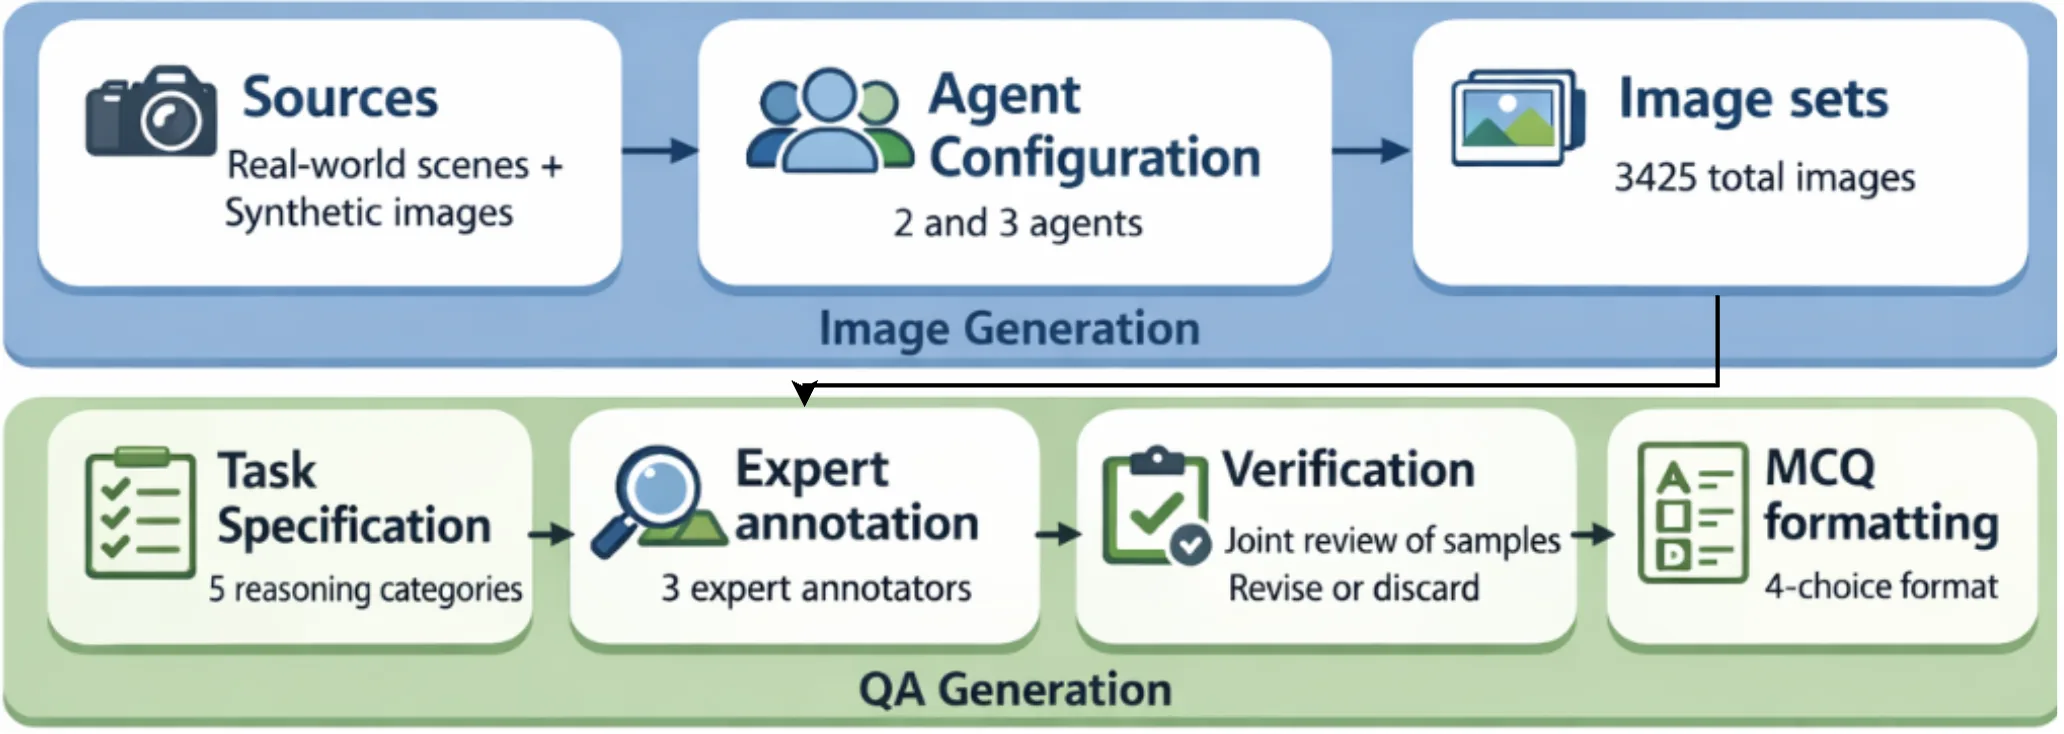 Sources
Real-world scenes +
Synthetic images
Agent
Configuration
2 and 3 agents
Image sets
3425 total images
Image Generation
Task
Specification
5 reasoning categories
Expert
annotation
3 expert annotators
Verification
Joint review of samples
Revise or discard
A
D
MCQ
formatting
4-choice format
QA Generation